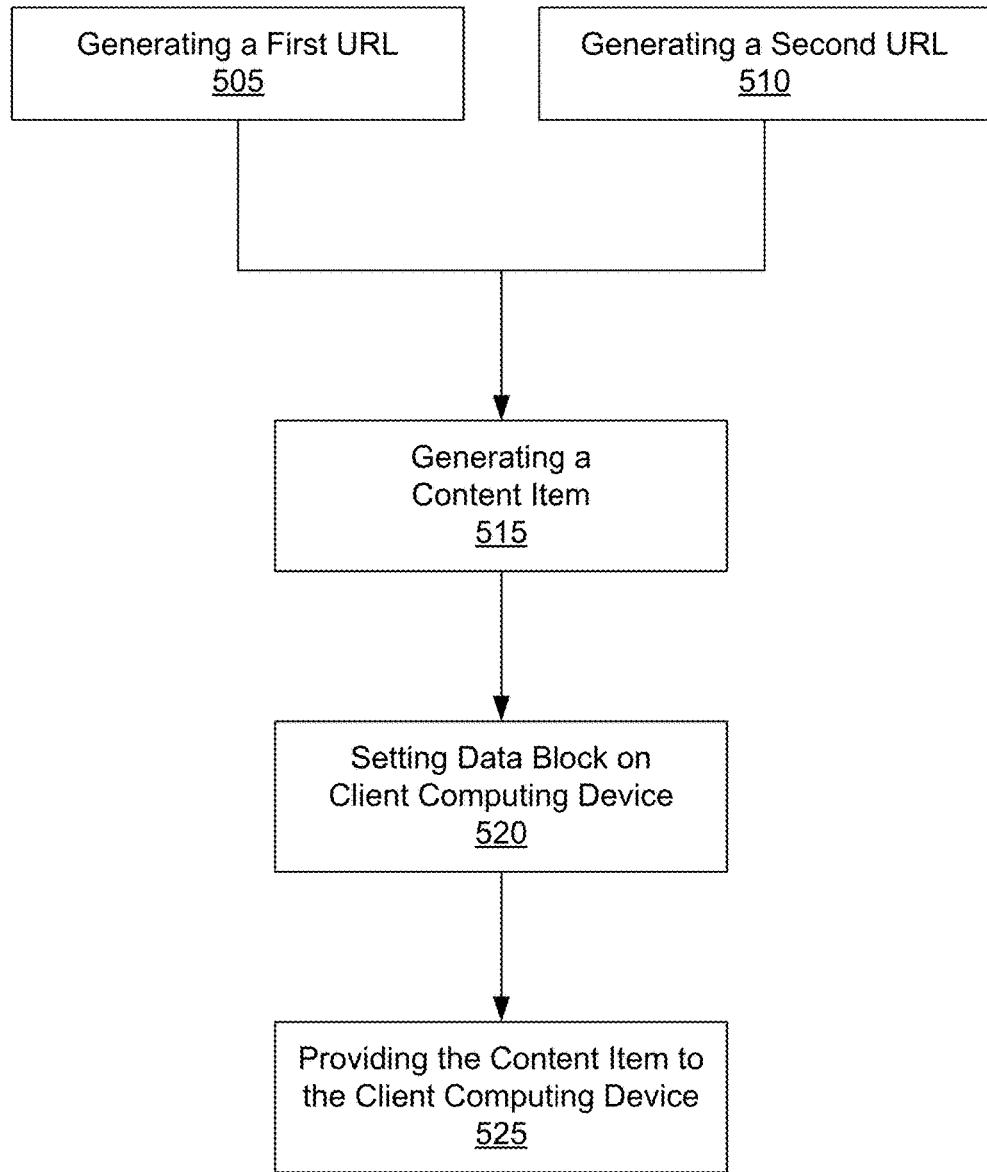 Generating a First URL
505
Generating a Second URL
510
Generating a
Content Item
515
Setting Data Block on
Client Computing Device
520
Providing the Content Item to
the Client Computing Device
525